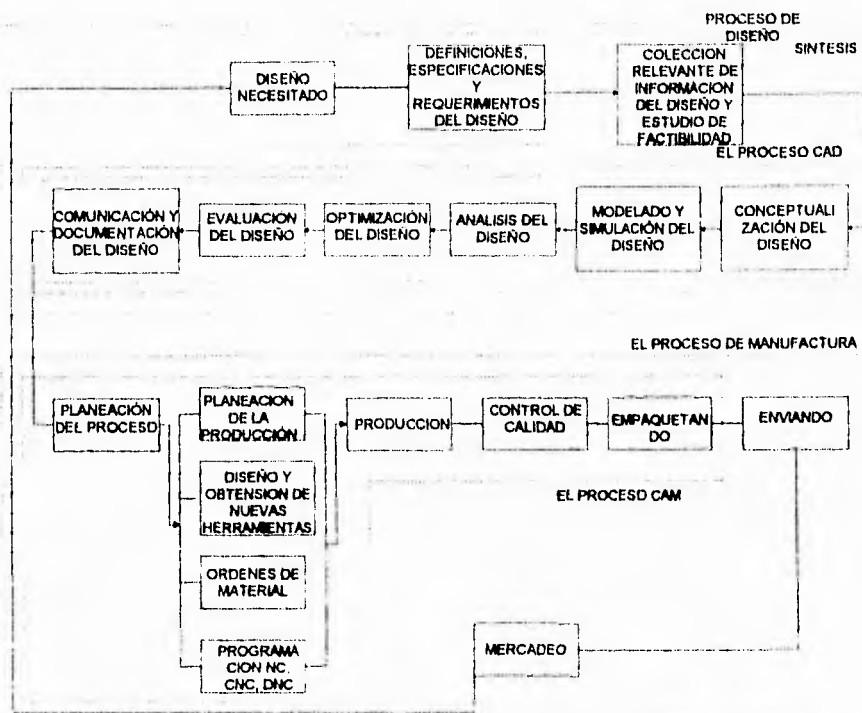 PROCESO DE
DISEÑO
SINTESIS
DISEÑO
NECESITADO
DEFINICIONES,
ESPECIFICACIONES
Y
REQUERIMIENTOS
DEL DISEÑO
COLECCION
RELEVANTE DE
INFORMACION
DEL DISEÑO Y
ESTUDIO DE
FACTIBILIDAD
EL PROCESO CAD
COMUNICACIÓN Y
DOCUMENTACIÓN
DEL DISEÑO
EVALUACIÓN
DEL DISEÑO
OPTIMIZACIÓN
DEL DISEÑO
ANALISIS DEL
DISEÑO
MODELADO Y
SIMULACIÓN DEL
DISEÑO
CONCEPTUALI
ZACIÓN DEL
DISEÑO
EL PROCESO DE MANUFACTURA
PLANEACIÓN
DEL PROCESO
PLANEACION
DE LA
PRODUCCIÓN
DISEÑO Y
OBTENSION DE
NUEVAS
HERRAMIENTAS
ORDENES DE
MATERIAL
PROGRAMA
CION NC,
CNC, DNC
PRODUCCION
CONTROL DE
CALIDAD
EMPAQUETAN
DO
ENVIANDO
EL PROCESO CAM
MERCADEO